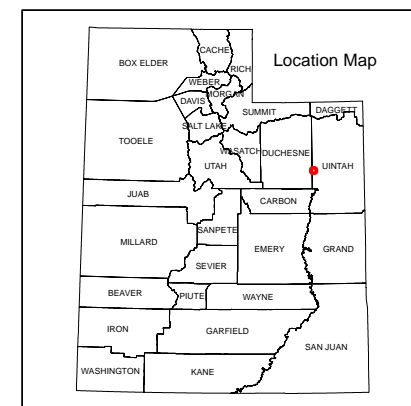 Location Map
CACHE
BOX ELDER
RICH
WEBER
MORGAN
DAVIS
SUMMIT
DAGGETT
SALT LAKE
TOOELE
WASATCH
DUCHESNE
UINTAH
UTAH
JUAB
CARBON
SANPETE
MILLARD
EMERY
GRAND
SEVIER
BEAVER
PIUTE
WAYNE
IRON
GARFIELD
SAN JUAN
WASHINGTON
KANE